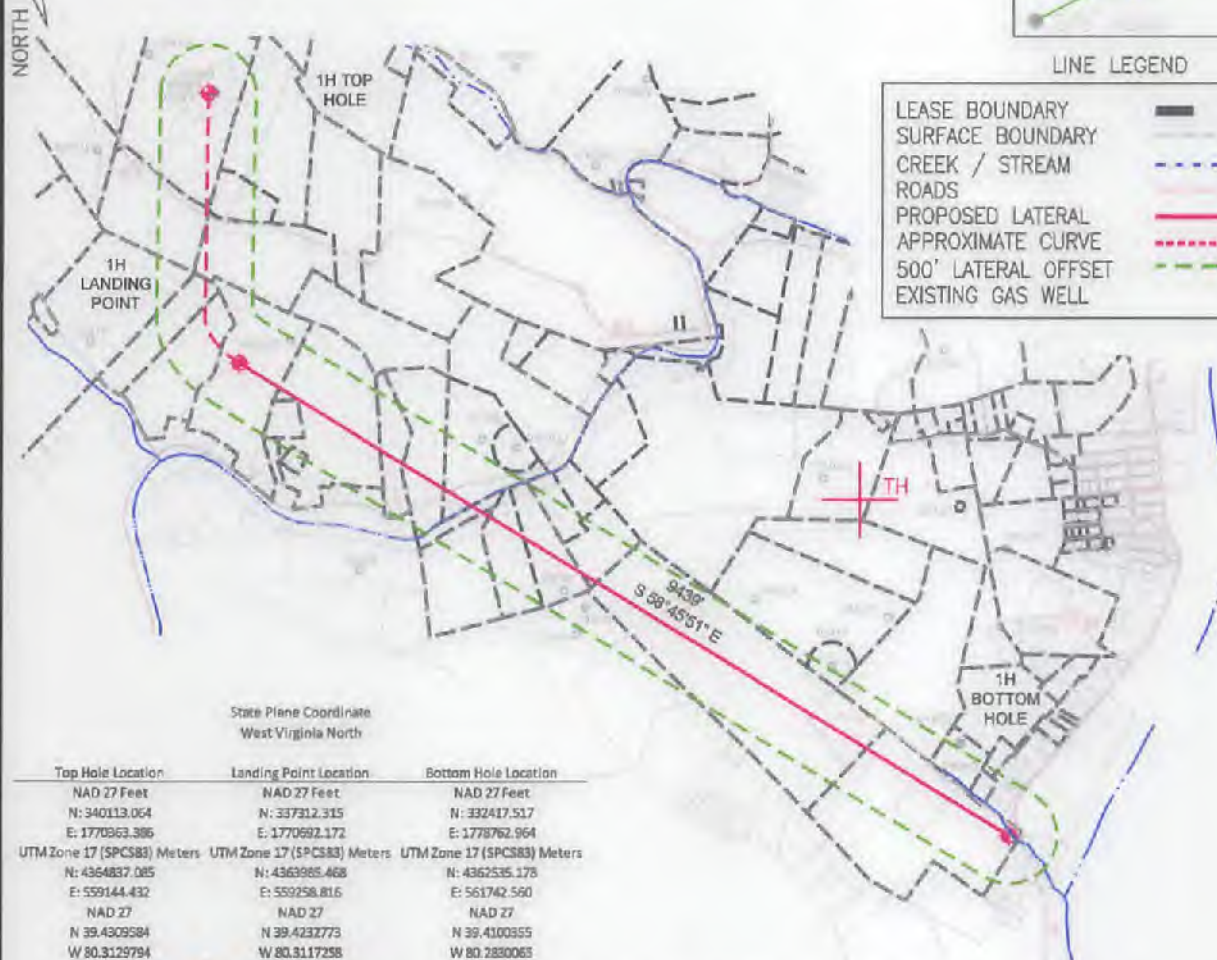 NORTH
LINE LEGEND
LEASE BOUNDARY
SURFACE BOUNDARY
CREEK / STREAM
ROADS
PROPOSED LATERAL
APPROXIMATE CURVE
500' LATERAL OFFSET
EXISTING GAS WELL
1H TOP
HOLE
1H
LANDING
POINT
TH
9439'
S 58°45'51" E
1H
BOTTOM
HOLE
State Plane Coordinate
West Virginia North
Top Hole Location Landing Point Location Bottom Hole Location
NAD 27 Feet NAD 27 Feet NAD 27 Feet
N: 340113.064 N: 337312.315 N: 332417.517
E: 1770363.386 E: 1770692.172 E: 1778762.964
UTM Zone 17 (SPCS83) Meters UTM Zone 17 (SPCS83) Meters UTM Zone 17 (SPCS83) Meters
N: 4364837.085 N: 4363985.468 N: 4362535.178
E: 559144.432 E: 559258.816 E: 561742.560
NAD 27 NAD 27 NAD 27
N 39.4309584 N 39.4232773 N 39.4100355
W 80.3129794 W 80.3117258 W 80.2830065